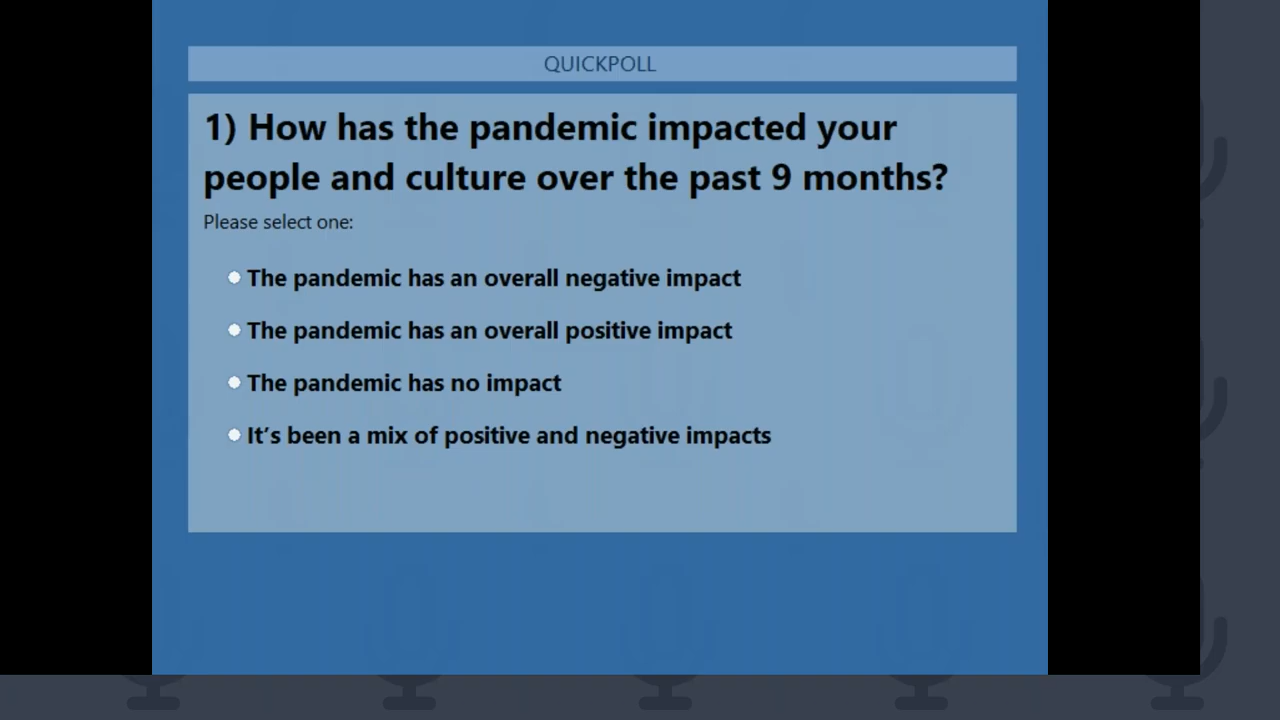 QUICKPOLL
1) How has the pandemic impacted your
people and culture over the past 9 months?
Please select one:
The pandemic has an overall negative impact
The pandemic has an overall positive impact
The pandemic has no impact
It’s been a mix of positive and negative impacts